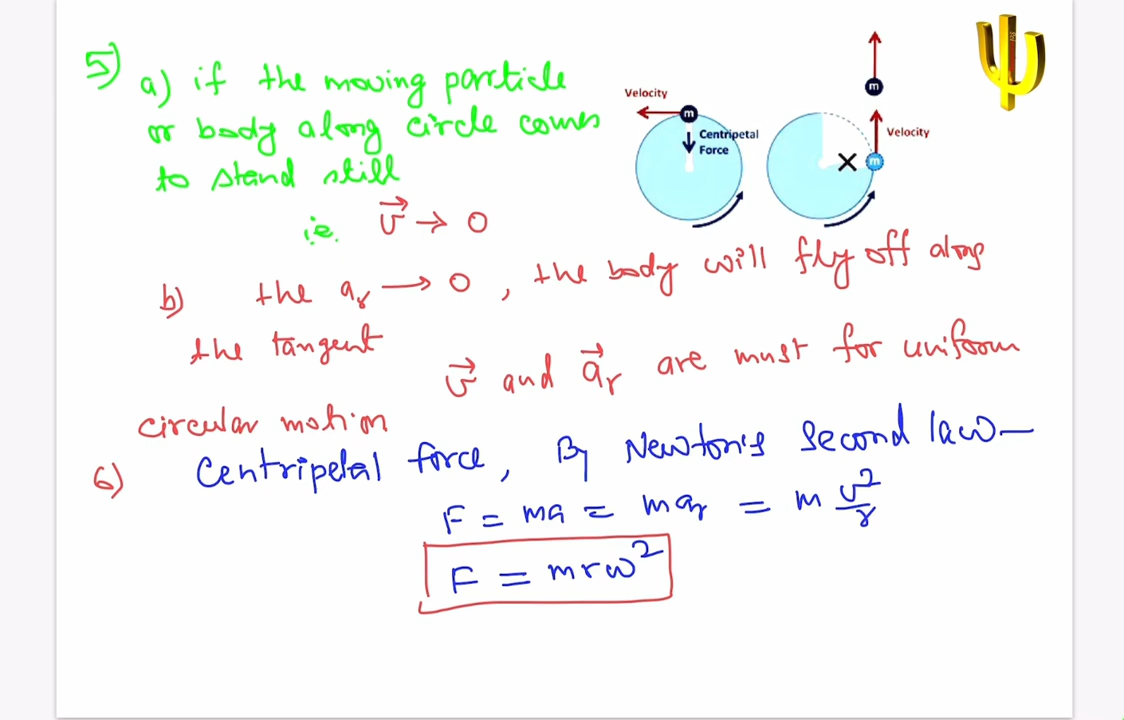 5) a) if the moving particle
or body along circle comes
to stand still
i.e. v⃗ → 0
Velocity
m
Centripetal
Force
m
Velocity
X m
b) the aᵣ → 0, the body will fly off along
the tangent
v⃗ and a⃗ᵣ are must for uniform
circular motion
6) Centripetal force, By Newton's Second law—
F = ma = maᵣ = m v²/r
F = mrω²